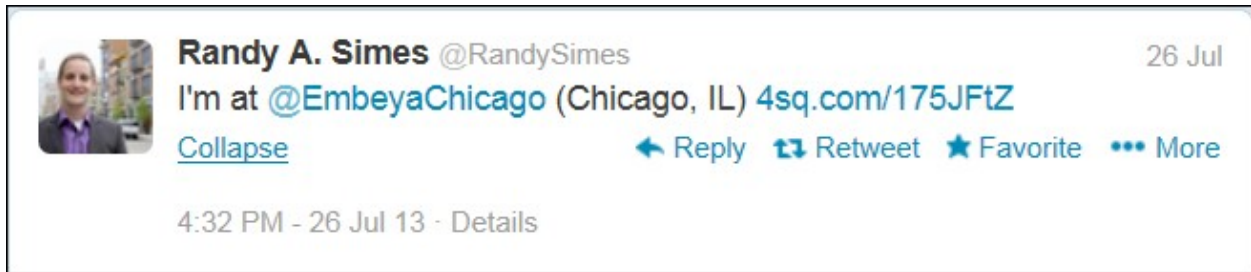 Randy A. Simes @RandySimes 26 Jul
I'm at @EmbeyaChicago (Chicago, IL) 4sq.com/175JFtZ
Collapse Reply Retweet Favorite More
4:32 PM - 26 Jul 13 · Details